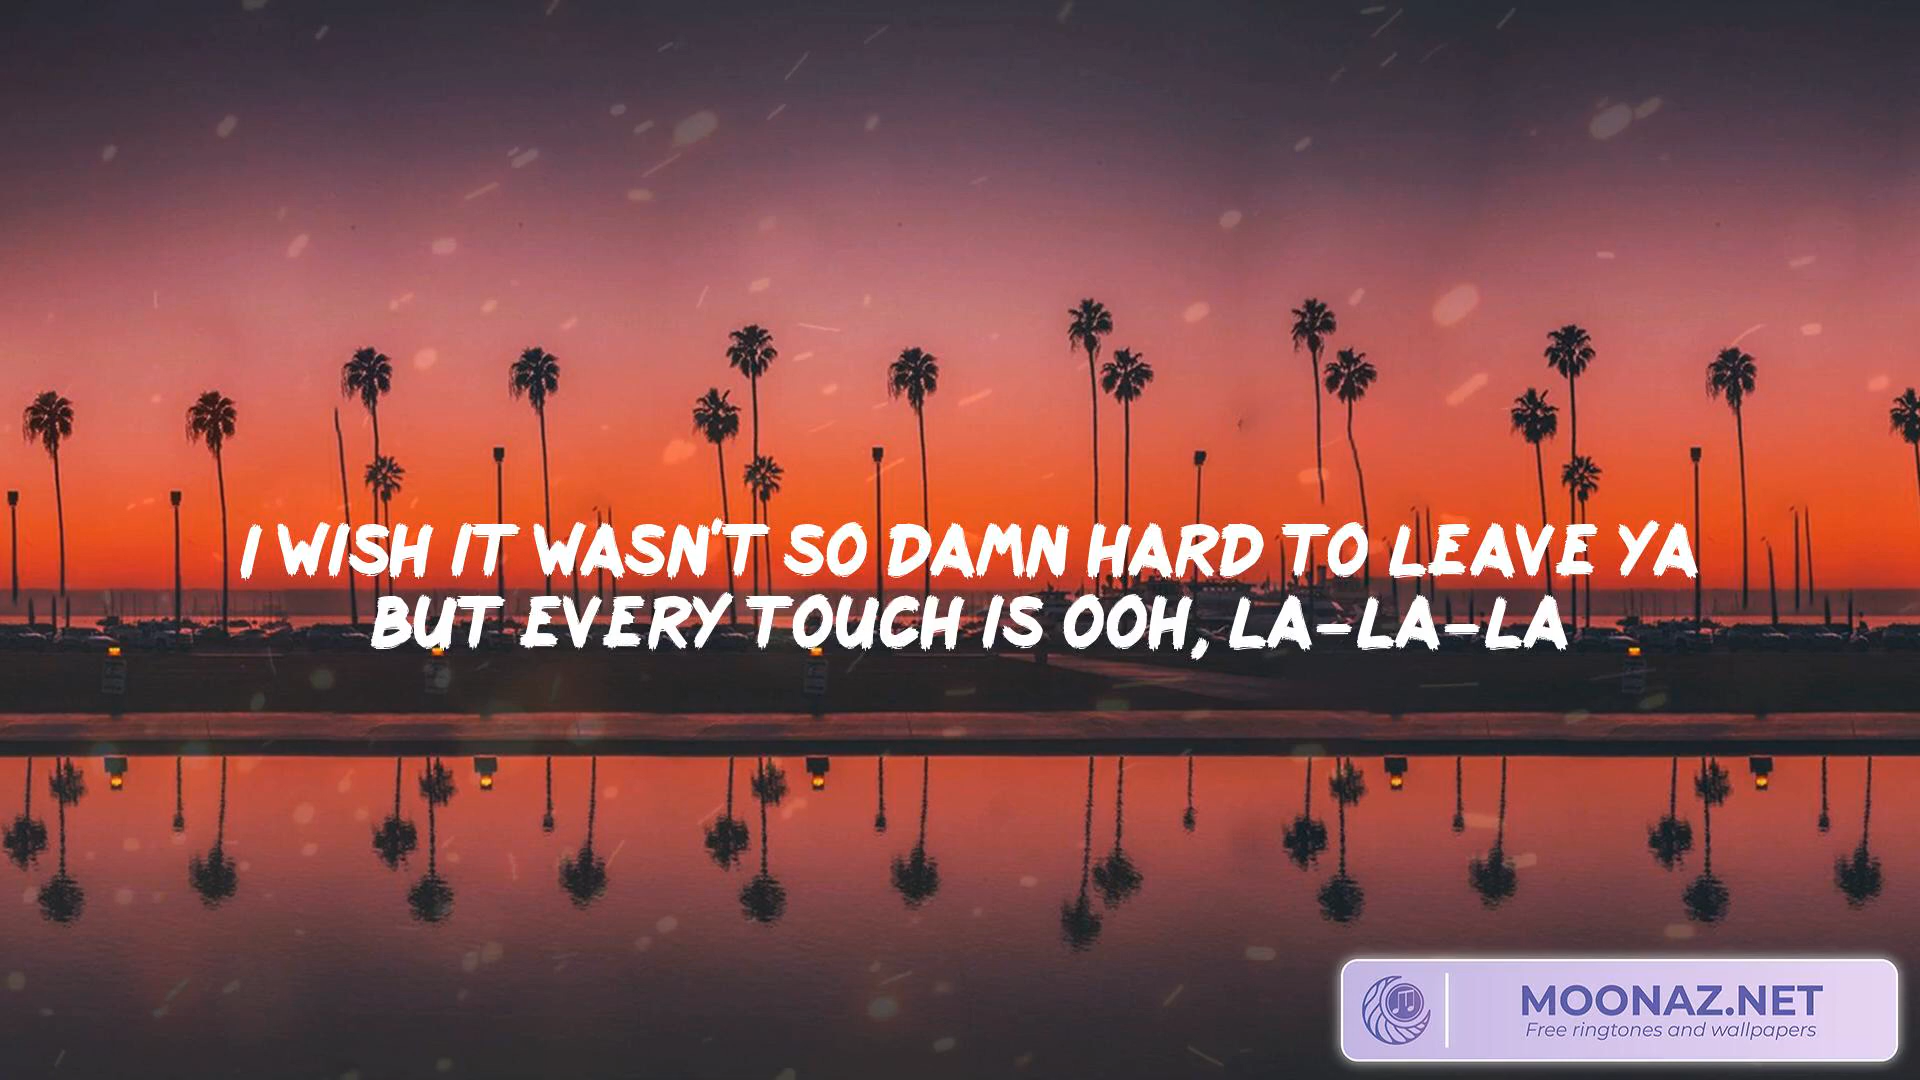 I WISH IT WASN'T SO DAMN HARD TO LEAVE YA
BUT EVERY TOUCH IS OOH, LA-LA-LA
MOONAZ.NET
Free ringtones and wallpapers